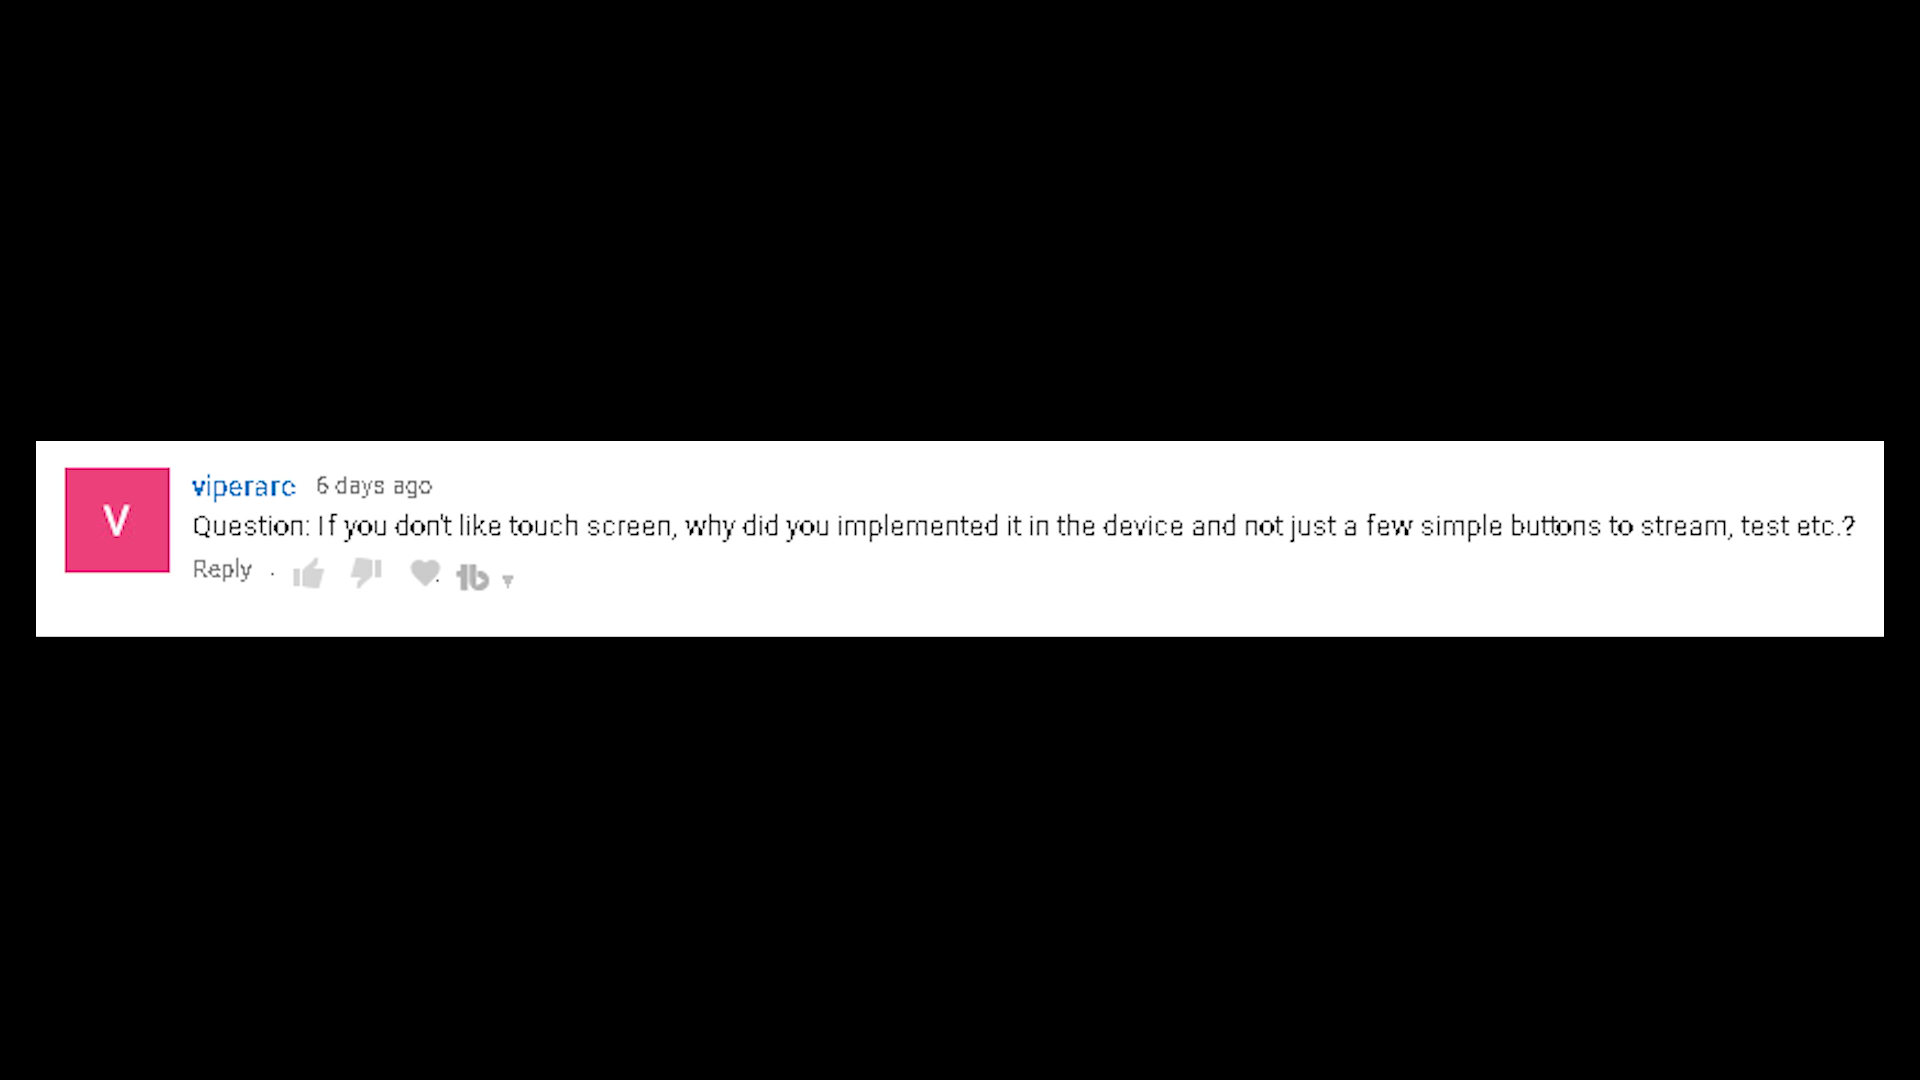 V
viperarc 6 days ago
Question: If you don't like touch screen, why did you implemented it in the device and not just a few simple buttons to stream, test etc.?
Reply
tb